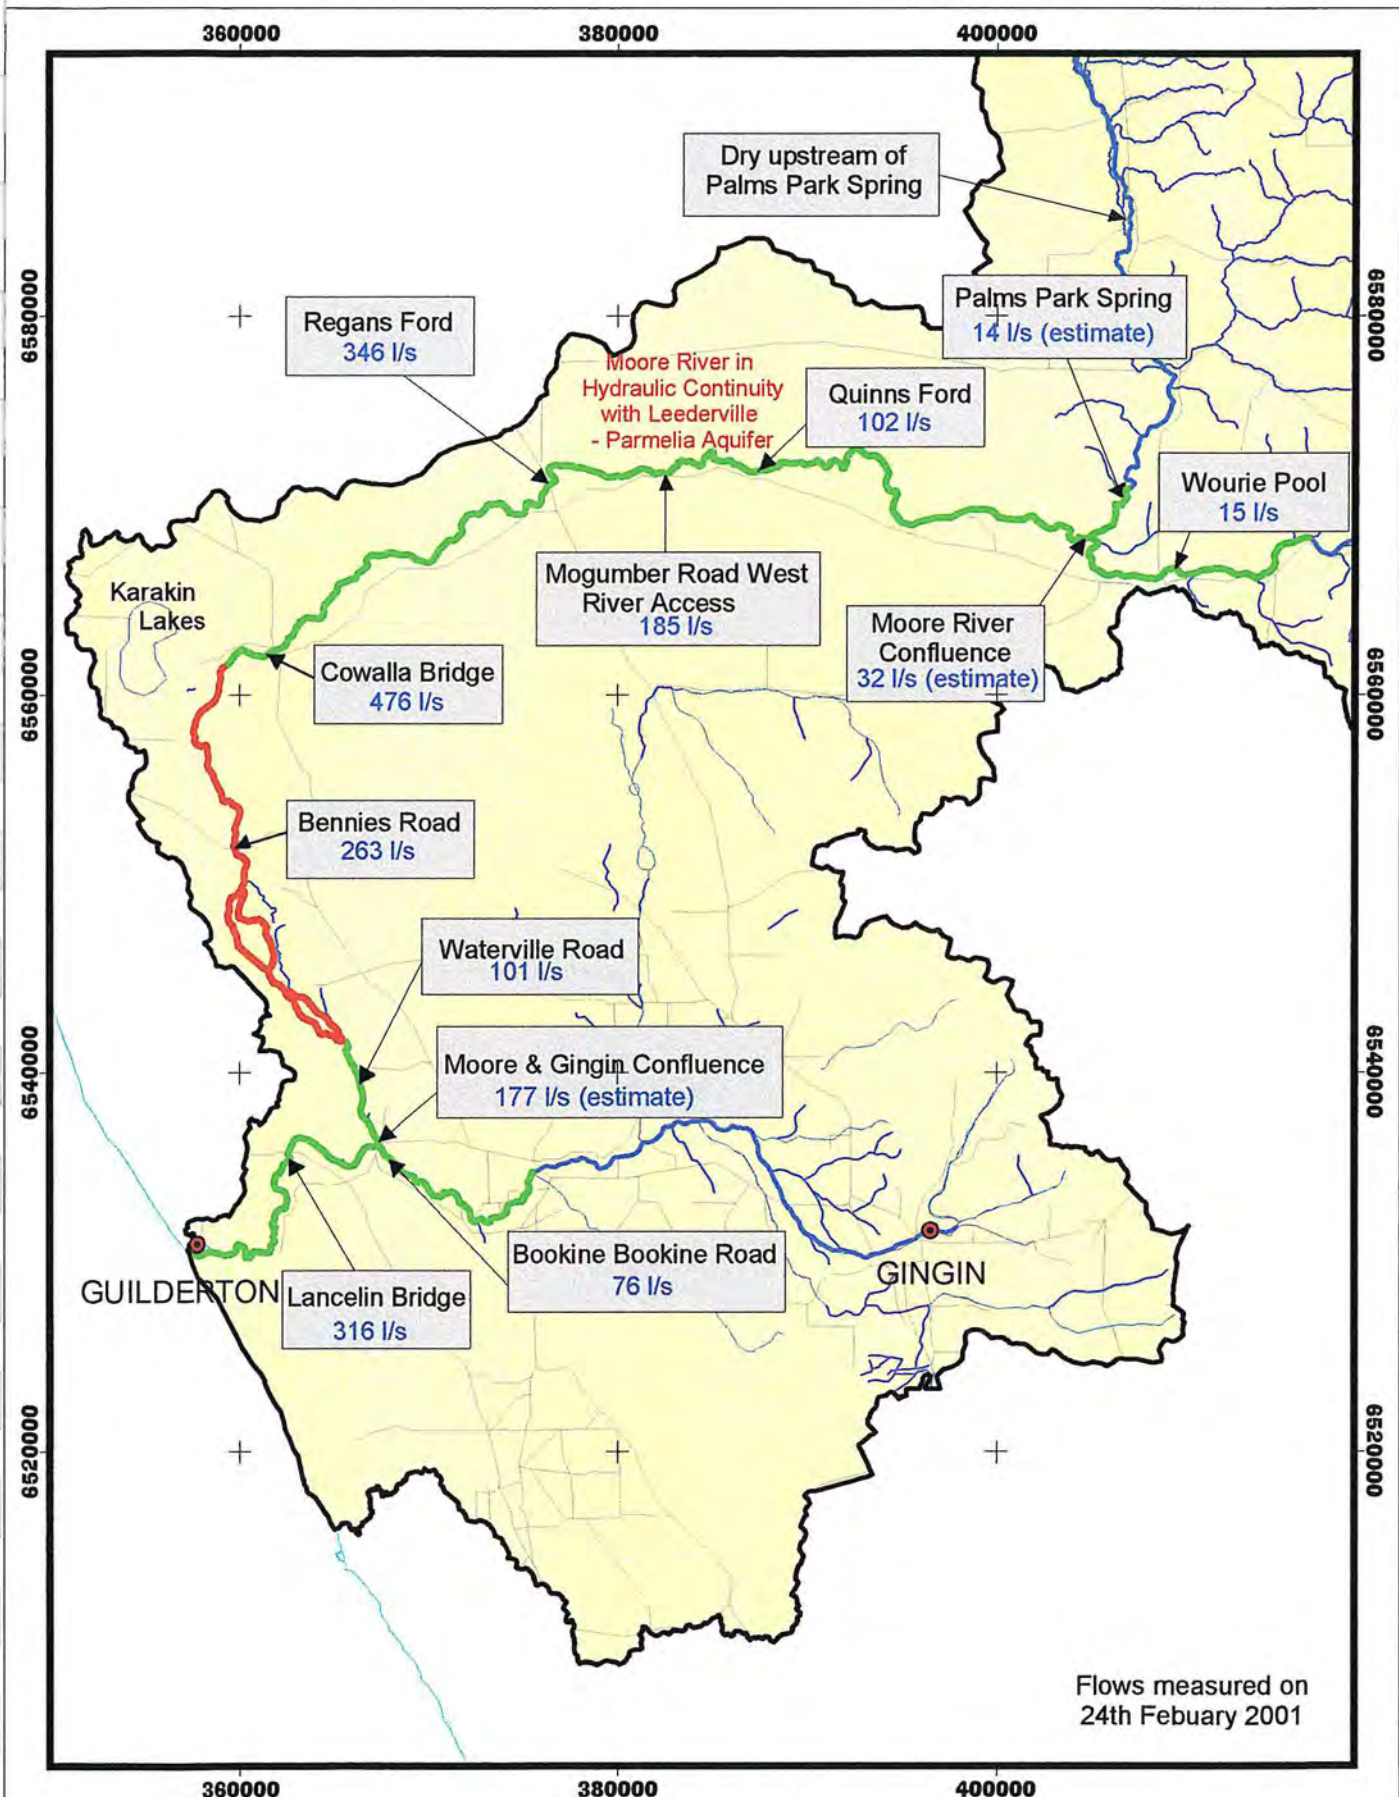 360000
380000
400000
Dry upstream of
Palms Park Spring
6580000
6580000
Palms Park Spring
14 l/s (estimate)
Regans Ford
346 l/s
Moore River in
Hydraulic Continuity
with Leederville
- Parmelia Aquifer
Quinns Ford
102 l/s
Wourie Pool
15 l/s
Karakin
Lakes
Mogumber Road West
River Access
185 l/s
Moore River
Confluence
32 l/s (estimate)
Cowalla Bridge
476 l/s
6560000
6560000
Bennies Road
263 l/s
Waterville Road
101 l/s
6540000
6540000
Moore & Gingin Confluence
177 l/s (estimate)
Bookine Bookine Road
76 l/s
GINGIN
GUILDERTON
Lancelin Bridge
316 l/s
6520000
6520000
Flows measured on
24th Febuary 2001
360000
380000
400000